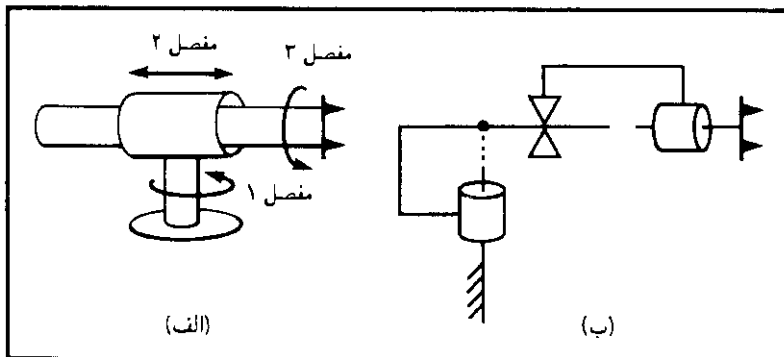 مفصل ۲
مفصل ۳
مفصل ۱
(الف)
(ب)